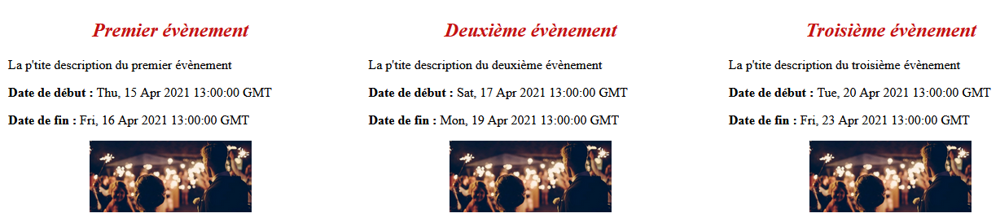 Premier évènement
La p'tite description du premier évènement
Date de début : Thu, 15 Apr 2021 13:00:00 GMT
Date de fin : Fri, 16 Apr 2021 13:00:00 GMT
Deuxième évènement
La p'tite description du deuxième évènement
Date de début : Sat, 17 Apr 2021 13:00:00 GMT
Date de fin : Mon, 19 Apr 2021 13:00:00 GMT
Troisième évènement
La p'tite description du troisième évènement
Date de début : Tue, 20 Apr 2021 13:00:00 GMT
Date de fin : Fri, 23 Apr 2021 13:00:00 GMT